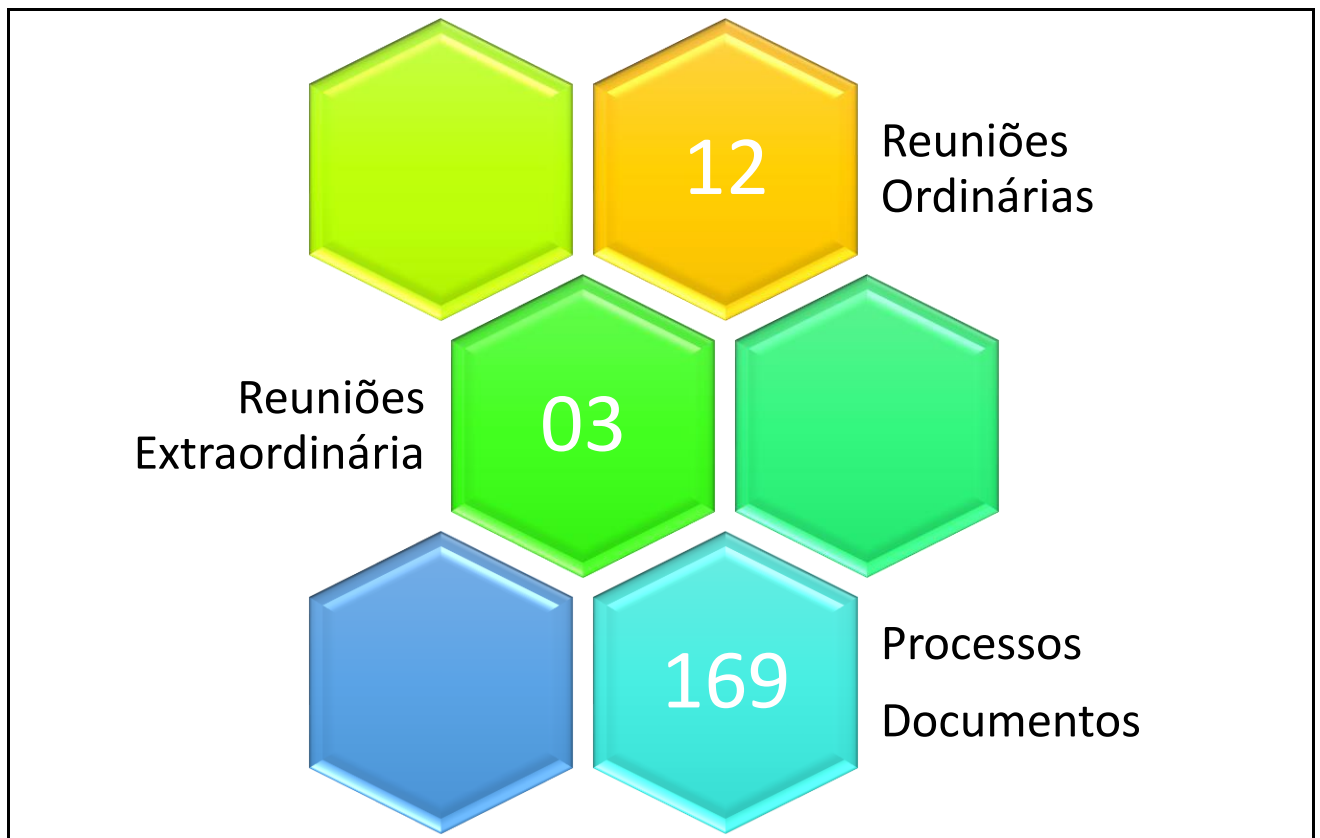 12
Reuniões
Ordinárias
Reuniões
Extraordinária
03
169
Processos
Documentos